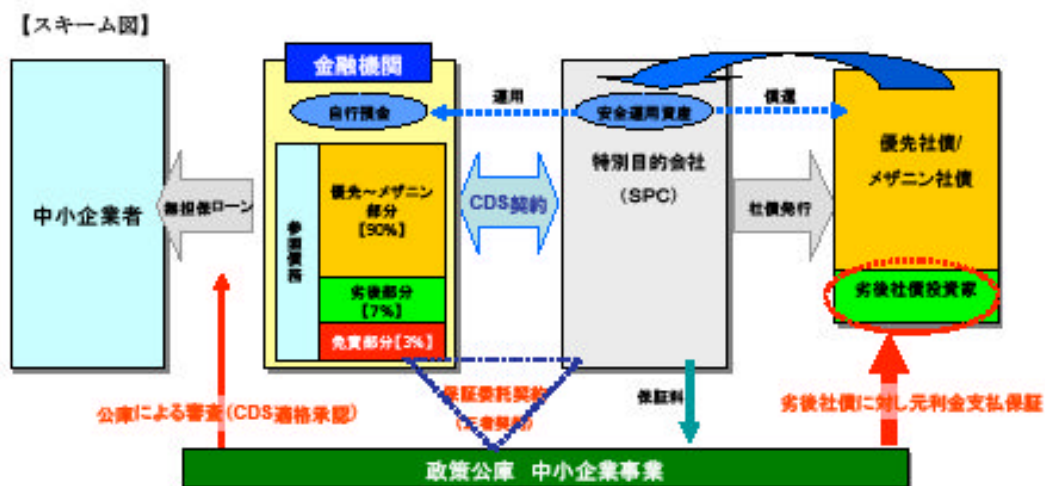 【スキーム図】
金融機関
自行預金
運用
安全運用資産
償還
優先社債/
メザニン社債
特別目的会社
(SPC)
中小企業者
無担保ローン
参照債務
優先～メザニン
部分
[90%]
CDS契約
社債発行
劣後部分
[7%]
免責部分[3%]
劣後社債投資家
公庫による審査(CDS適格承認)
保証委託契約
(三者契約)
保証料
劣後社債に対し元利金支払保証
政策公庫 中小企業事業